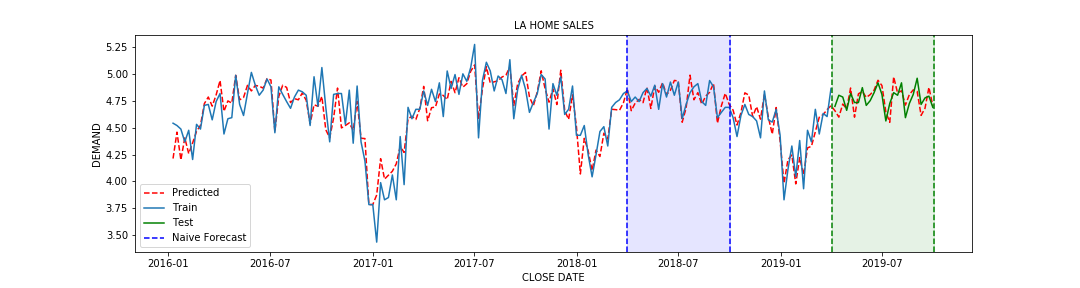 LA HOME SALES
DEMAND
5.25
5.00
4.75
4.50
4.25
4.00
3.75
3.50
Predicted
Train
Test
Naive Forecast
2016-01 2016-07 2017-01 2017-07 2018-01 2018-07 2019-01 2019-07
CLOSE DATE